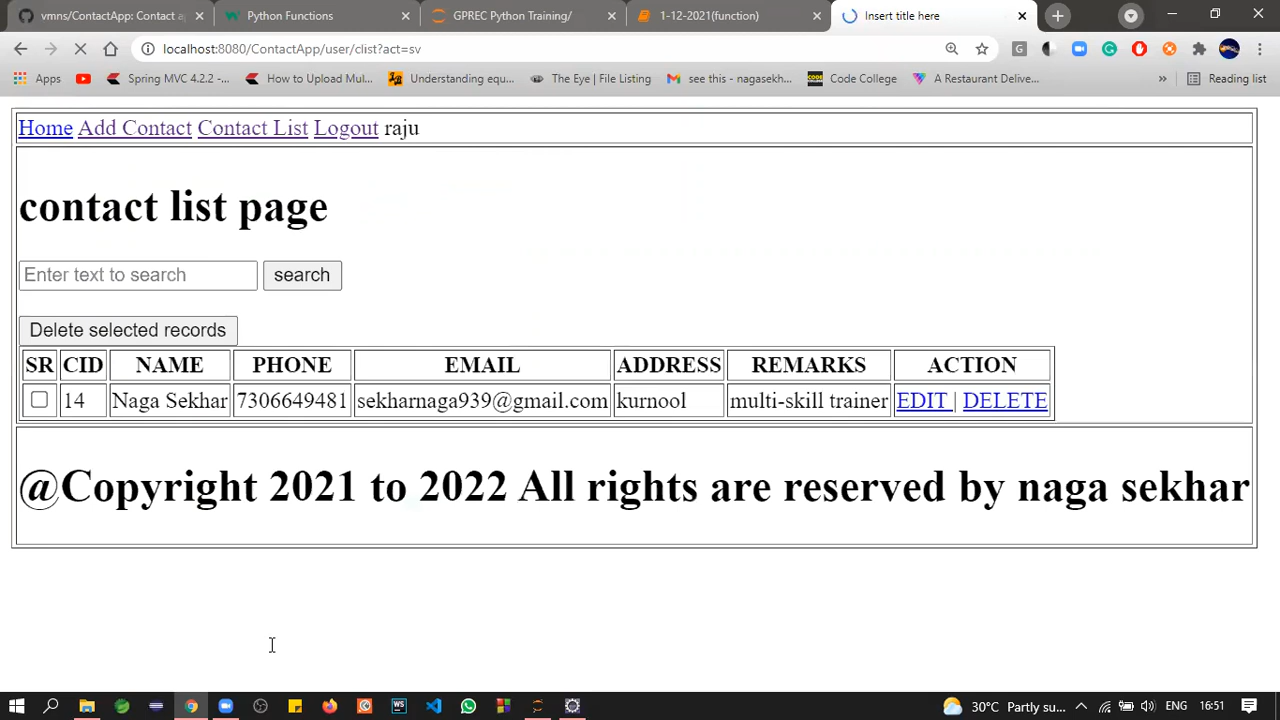 vmns/ContactApp: Contact a
Python Functions
GPREC Python Training/
1-12-2021(function)
Insert title here
localhost:8080/ContactApp/user/clist?act=sv
Apps
Spring MVC 4.2.2 -...
How to Upload Mul...
Understanding equ...
The Eye | File Listing
see this - nagasekh...
Code College
A Restaurant Delive...
»
Reading list
Home Add Contact Contact List Logout raju
contact list page
Enter text to search search
Delete selected records
SR CID NAME PHONE EMAIL ADDRESS REMARKS ACTION
14 Naga Sekhar 7306649481 sekharnaga939@gmail.com kurnool multi-skill trainer EDIT | DELETE
@Copyright 2021 to 2022 All rights are reserved by naga sekhar
30°C Partly su... ENG 16:51